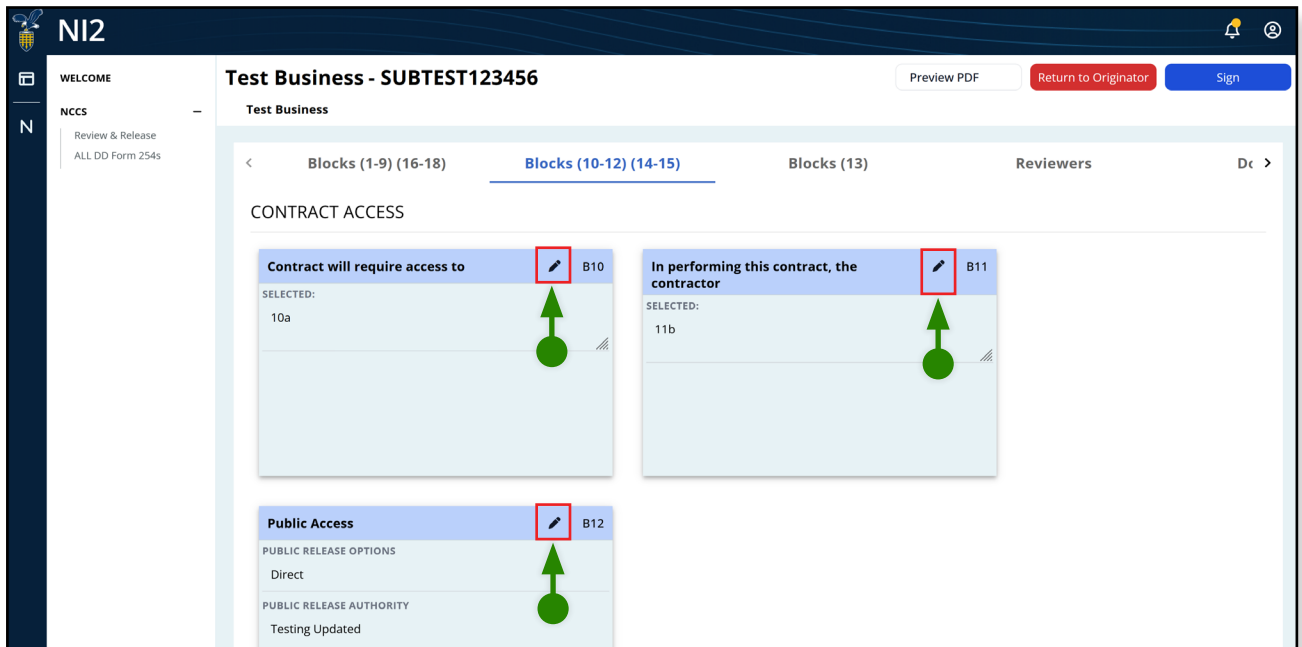 NI2
WELCOME
NCCS
Review & Release
ALL DD Form 254s
N
Test Business - SUBTEST123456
Preview PDF
Return to Originator
Sign
Test Business
Blocks (1-9) (16-18)
Blocks (10-12) (14-15)
Blocks (13)
Reviewers
CONTRACT ACCESS
Contract will require access to
B10
SELECTED:
10a
In performing this contract, the
contractor
B11
SELECTED:
11b
Public Access
B12
PUBLIC RELEASE OPTIONS
Direct
PUBLIC RELEASE AUTHORITY
Testing Updated